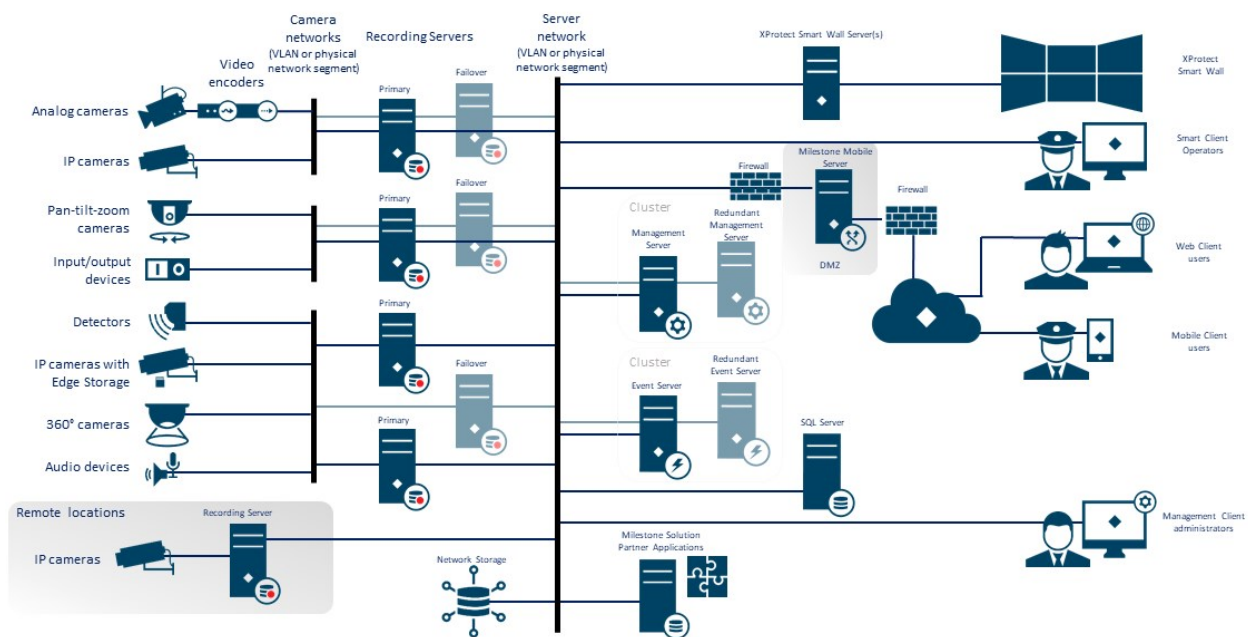 Camera
networks
(VLAN or physical
network segment)
Recording Servers
Server
network
(VLAN or physical
network segment)
Video
encoders
XProtect Smart Wall Server(s)
XProtect
Smart Wall
Analog cameras
Primary
Failover
IP cameras
Smart Client
Operators
Pan-tilt-zoom
cameras
Primary
Failover
Firewall
Milestone Mobile
Server
DMZ
Firewall
Input/output
devices
Cluster
Management
Server
Redundant
Management
Server
Web Client
users
Detectors
Primary
Mobile Client
users
IP cameras with
Edge Storage
Failover
Cluster
Event Server
Redundant
Event Server
360° cameras
Primary
SQL Server
Audio devices
Remote locations
Recording Server
IP cameras
Management Client
administrators
Network Storage
Milestone Solution
Partner Applications